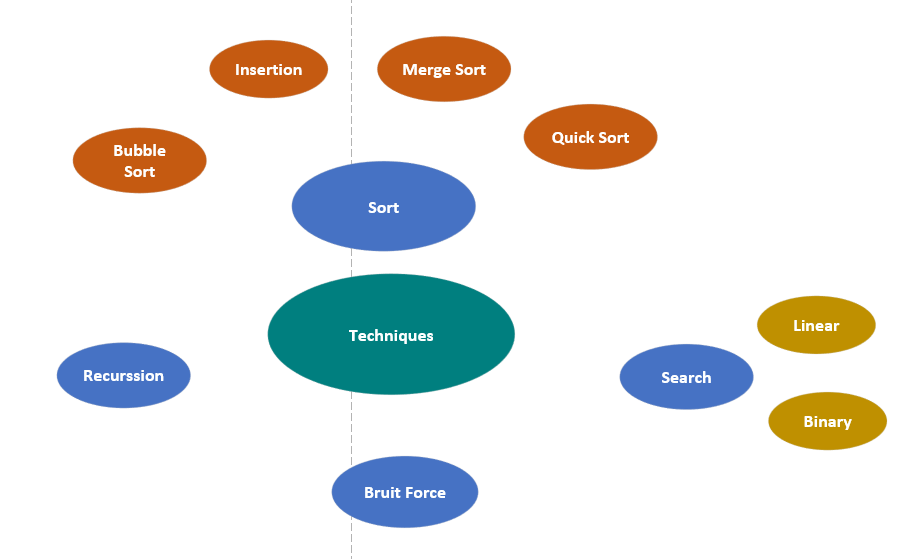 Insertion
Merge Sort
Quick Sort
Bubble
Sort
Sort
Techniques
Linear
Recurssion
Search
Binary
Bruit Force